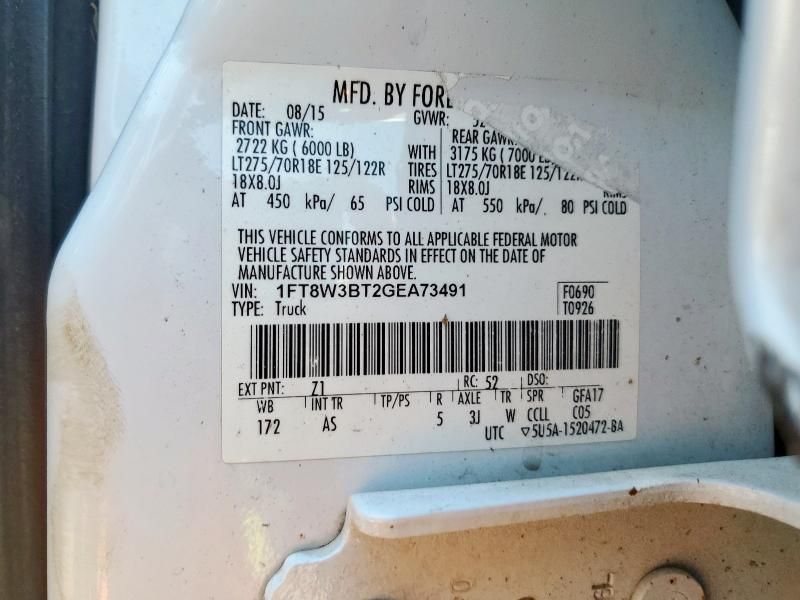 MFD. BY FORD
DATE: 08/15 GVWR:
FRONT GAWR: REAR GAWR:
2722 KG ( 6000 LB) WITH 3175 KG ( 7000 LB)
LT275/70R18E 125/122R TIRES LT275/70R18E 125/122R
18X8.0J RIMS 18X8.0J RIMS
AT 450 kPa/ 65 PSI COLD AT 550 kPa/ 80 PSI COLD
THIS VEHICLE CONFORMS TO ALL APPLICABLE FEDERAL MOTOR
VEHICLE SAFETY STANDARDS IN EFFECT ON THE DATE OF
MANUFACTURE SHOWN ABOVE.
VIN: 1FT8W3BT2GEA73491 F0690
TYPE: Truck T0926
EXT PNT: Z1 RC: 52 DSO:
WB INT TR TP/PS R AXLE TR SPR GFA17
172 AS 5 3J W CCLL C05
UTC ▽5U5A-1520472-BA